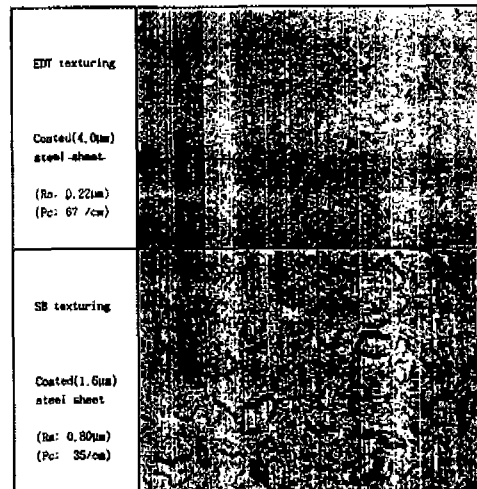 EDT texturing
Coated(4.0μm)
steel sheet
(Ra: 0.22μm)
(Pc: 67 /cm)
SB texturing
Coated(1.6μm)
steel sheet
(Ra: 0.80μm)
(Pc: 35/cm)